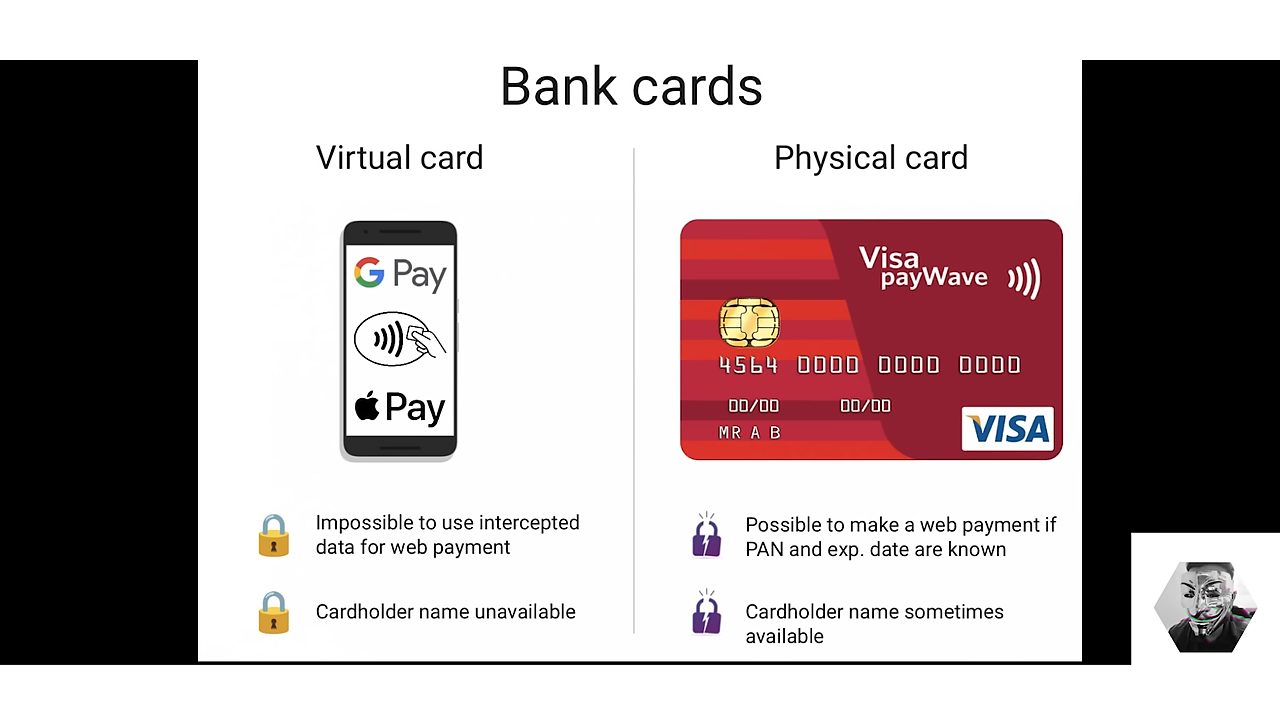 Bank cards
Virtual card
G Pay
Pay
Impossible to use intercepted
data for web payment
Cardholder name unavailable
Physical card
Visa
payWave
4564 0000 0000 0000
00/00 00/00
MR A B
VISA
Possible to make a web payment if
PAN and exp. date are known
Cardholder name sometimes
available